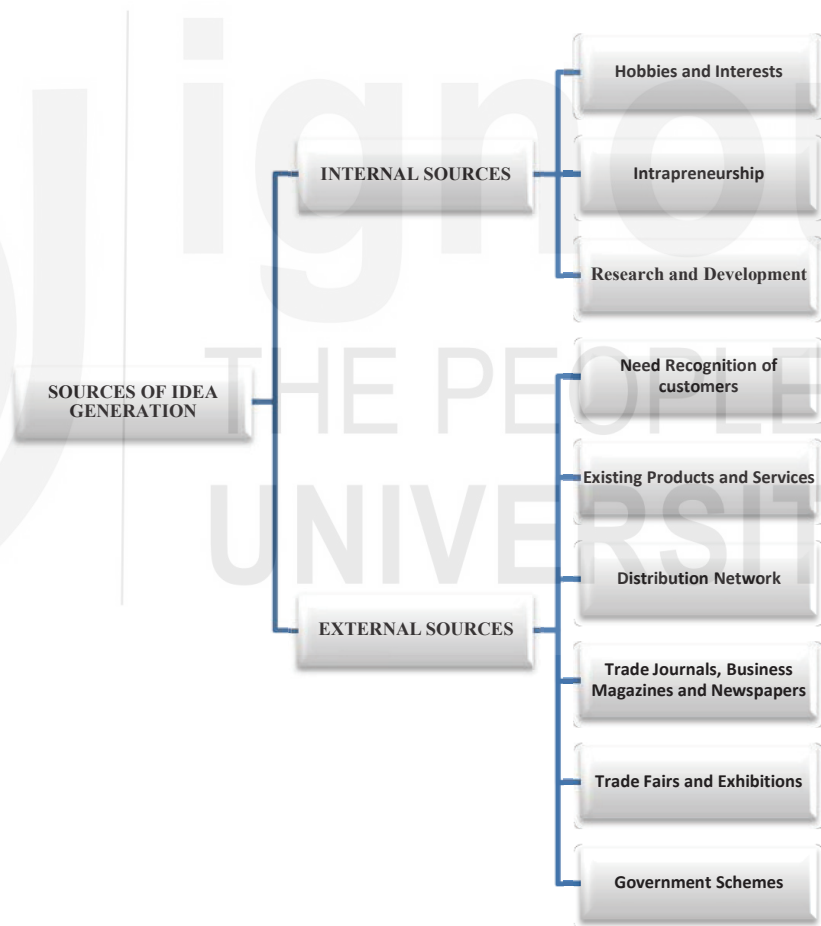 ignou
THE PEOPLE
UNIVERSIT
SOURCES OF IDEA
GENERATION
INTERNAL SOURCES
Hobbies and Interests
Intrapreneurship
Research and Development
EXTERNAL SOURCES
Need Recognition of
customers
Existing Products and Services
Distribution Network
Trade Journals, Business
Magazines and Newspapers
Trade Fairs and Exhibitions
Government Schemes